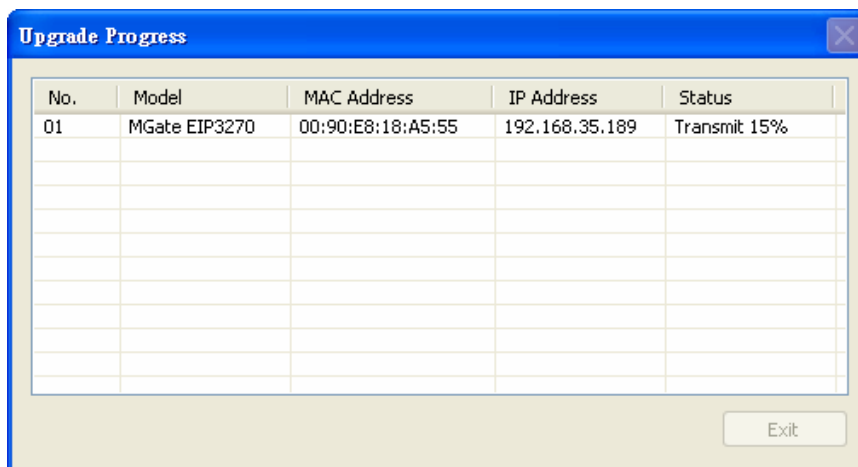 Upgrade Progress
No. Model MAC Address IP Address Status
01 MGate EIP3270 00:90:E8:18:A5:55 192.168.35.189 Transmit 15%
Exit